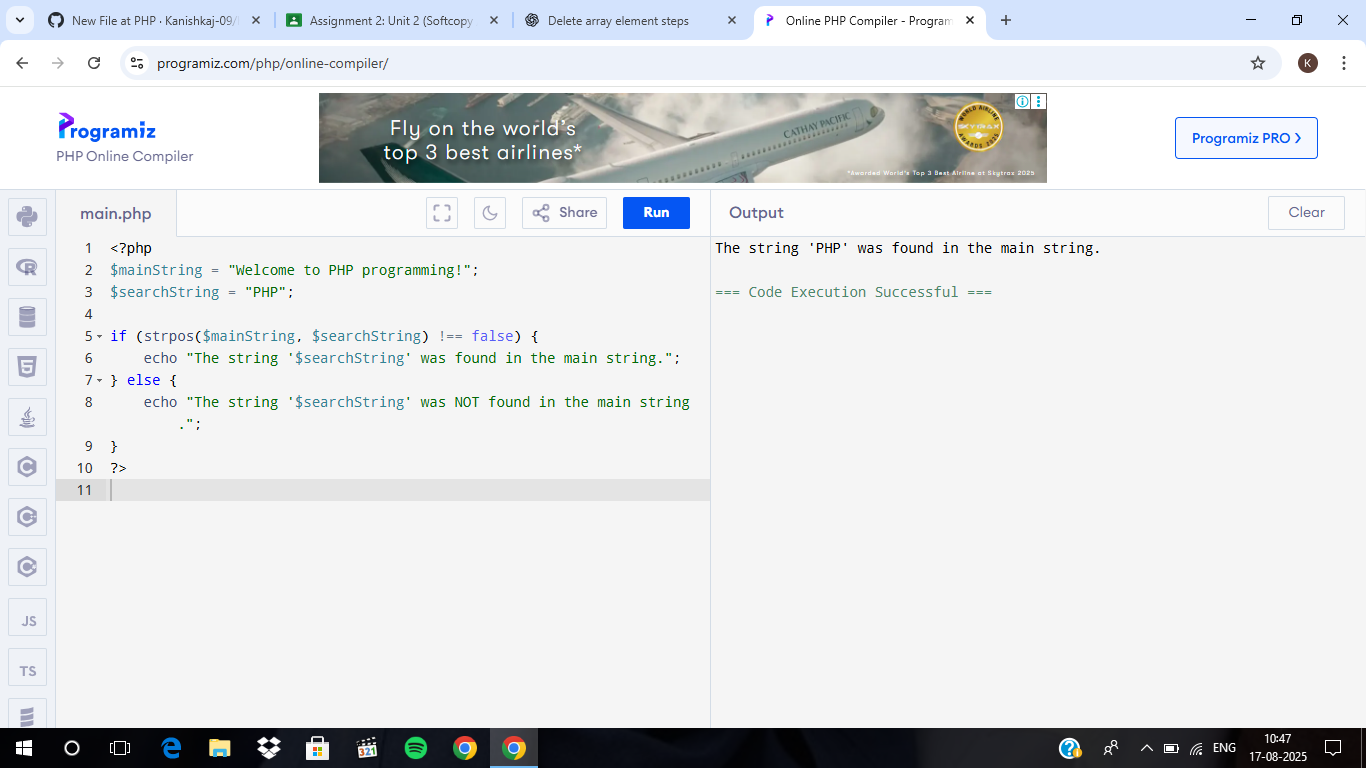 New File at PHP · Kanishkaj-09/
Assignment 2: Unit 2 (Softcopy
Delete array element steps
Online PHP Compiler - Program
programiz.com/php/online-compiler/
K
Programiz
PHP Online Compiler
Fly on the world's
top 3 best airlines*
CATHAY PACIFIC
WORLD AIRLINE
SKYTRAX
AWARDS 2025
*Awarded World's Top 3 Best Airline at Skytrax 2025
Programiz PRO >
main.php
Share
Run
Output
Clear
1 <?php
2 $mainString = "Welcome to PHP programming!";
3 $searchString = "PHP";
4
5 if (strpos($mainString, $searchString) !== false) {
6 echo "The string '$searchString' was found in the main string.";
7 } else {
8 echo "The string '$searchString' was NOT found in the main string
.";
9 }
10 ?>
11
The string 'PHP' was found in the main string.
=== Code Execution Successful ===
JS
TS
321
ENG
10:47
17-08-2025